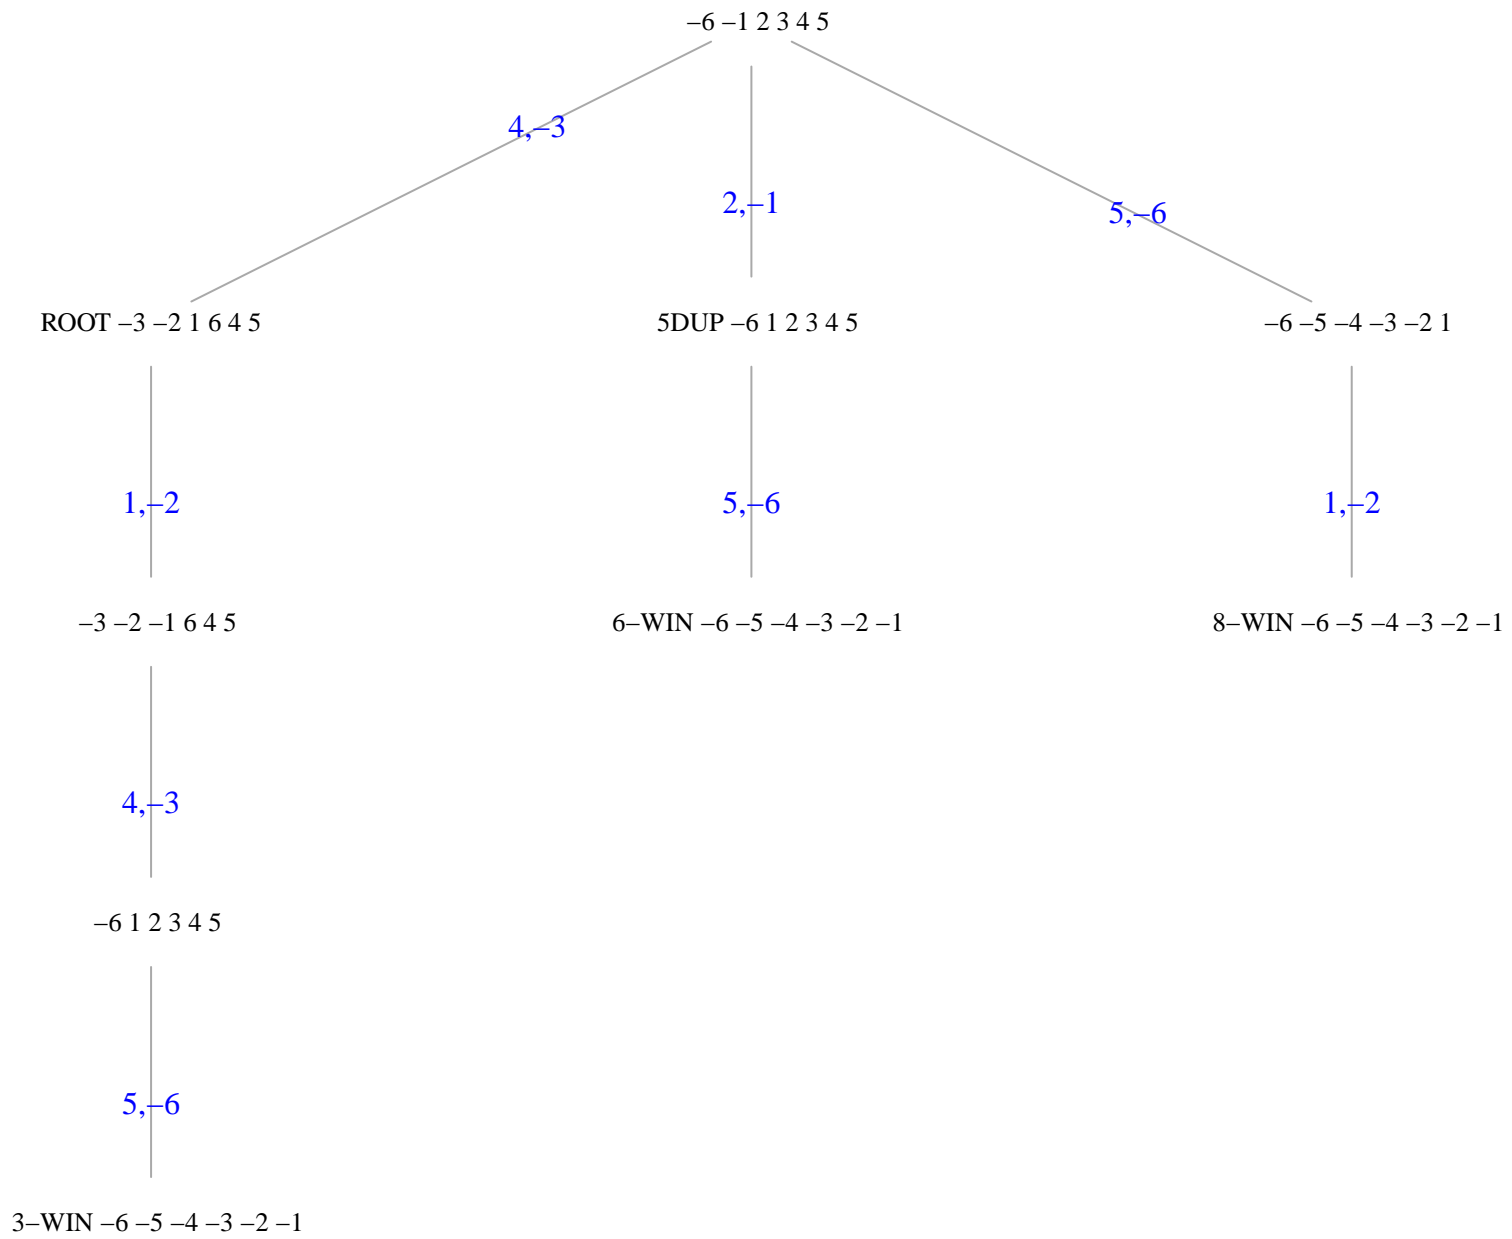 –6 –1 2 3 4 5
4,–3
2,–1
5,–6
ROOT –3 –2 1 6 4 5
5DUP –6 1 2 3 4 5
–6 –5 –4 –3 –2 1
1,–2
5,–6
1,–2
–3 –2 –1 6 4 5
6–WIN –6 –5 –4 –3 –2 –1
8–WIN –6 –5 –4 –3 –2 –1
4,–3
–6 1 2 3 4 5
5,–6
3–WIN –6 –5 –4 –3 –2 –1